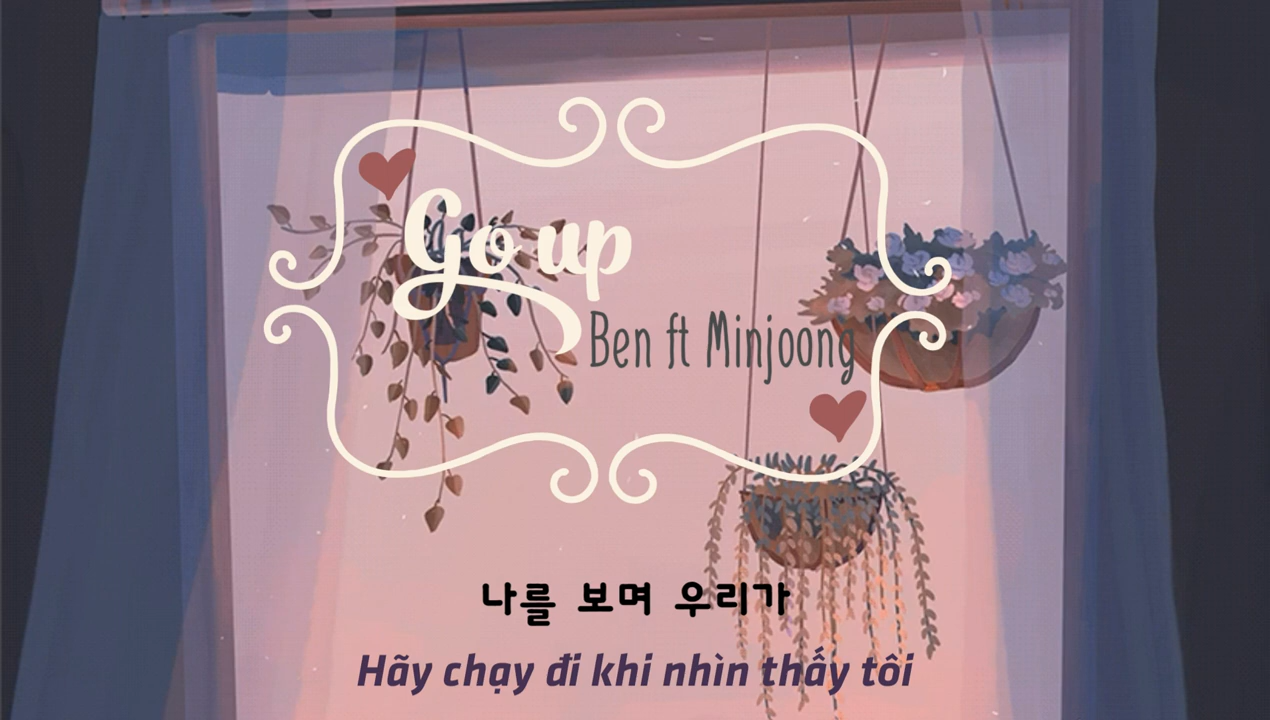 Go up
Ben ft Minjoong
나를 보며 우리가
Hãy chạy đi khi nhìn thấy tôi